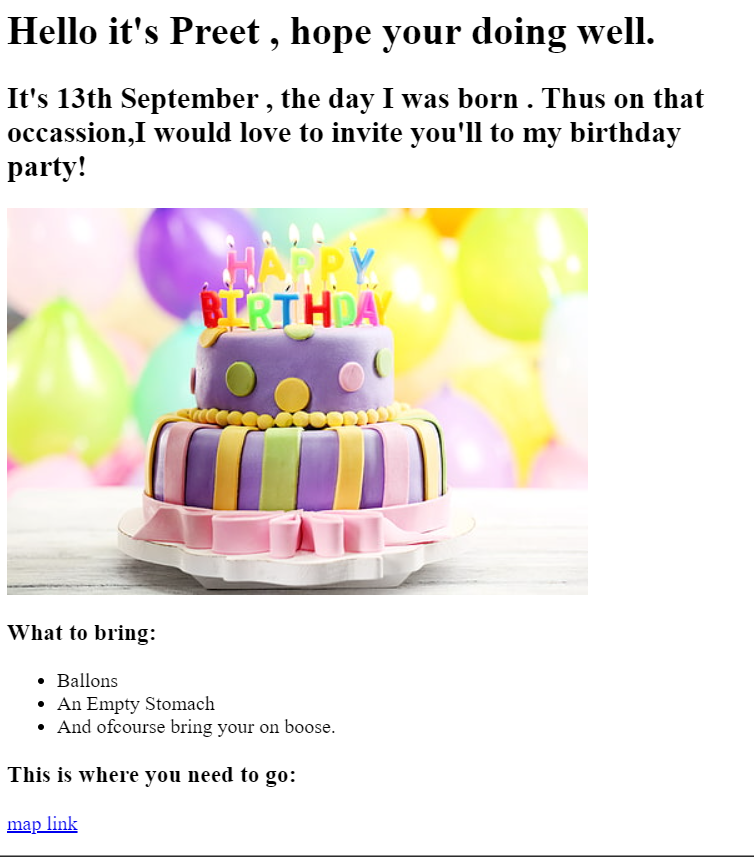 Hello it's Preet , hope your doing well.
It's 13th September , the day I was born . Thus on that
occassion,I would love to invite you'll to my birthday
party!
HAPPY
BIRTHDAY
What to bring:
Ballons
An Empty Stomach
And ofcourse bring your on boose.
This is where you need to go:
map link